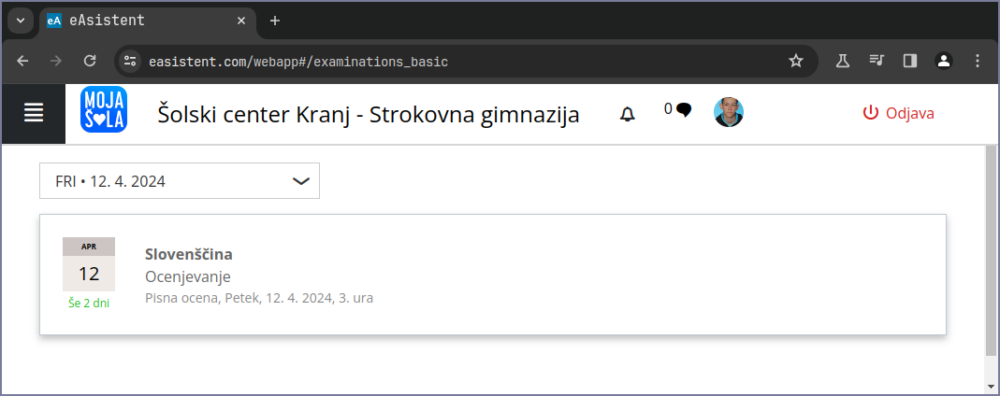 eA eAsistent
easistent.com/webapp#/examinations_basic
MOJA
ŠOLA
Šolski center Kranj - Strokovna gimnazija
0
Odjava
FRI • 12. 4. 2024
APR
12
Še 2 dni
Slovenščina
Ocenjevanje
Pisna ocena, Petek, 12. 4. 2024, 3. ura